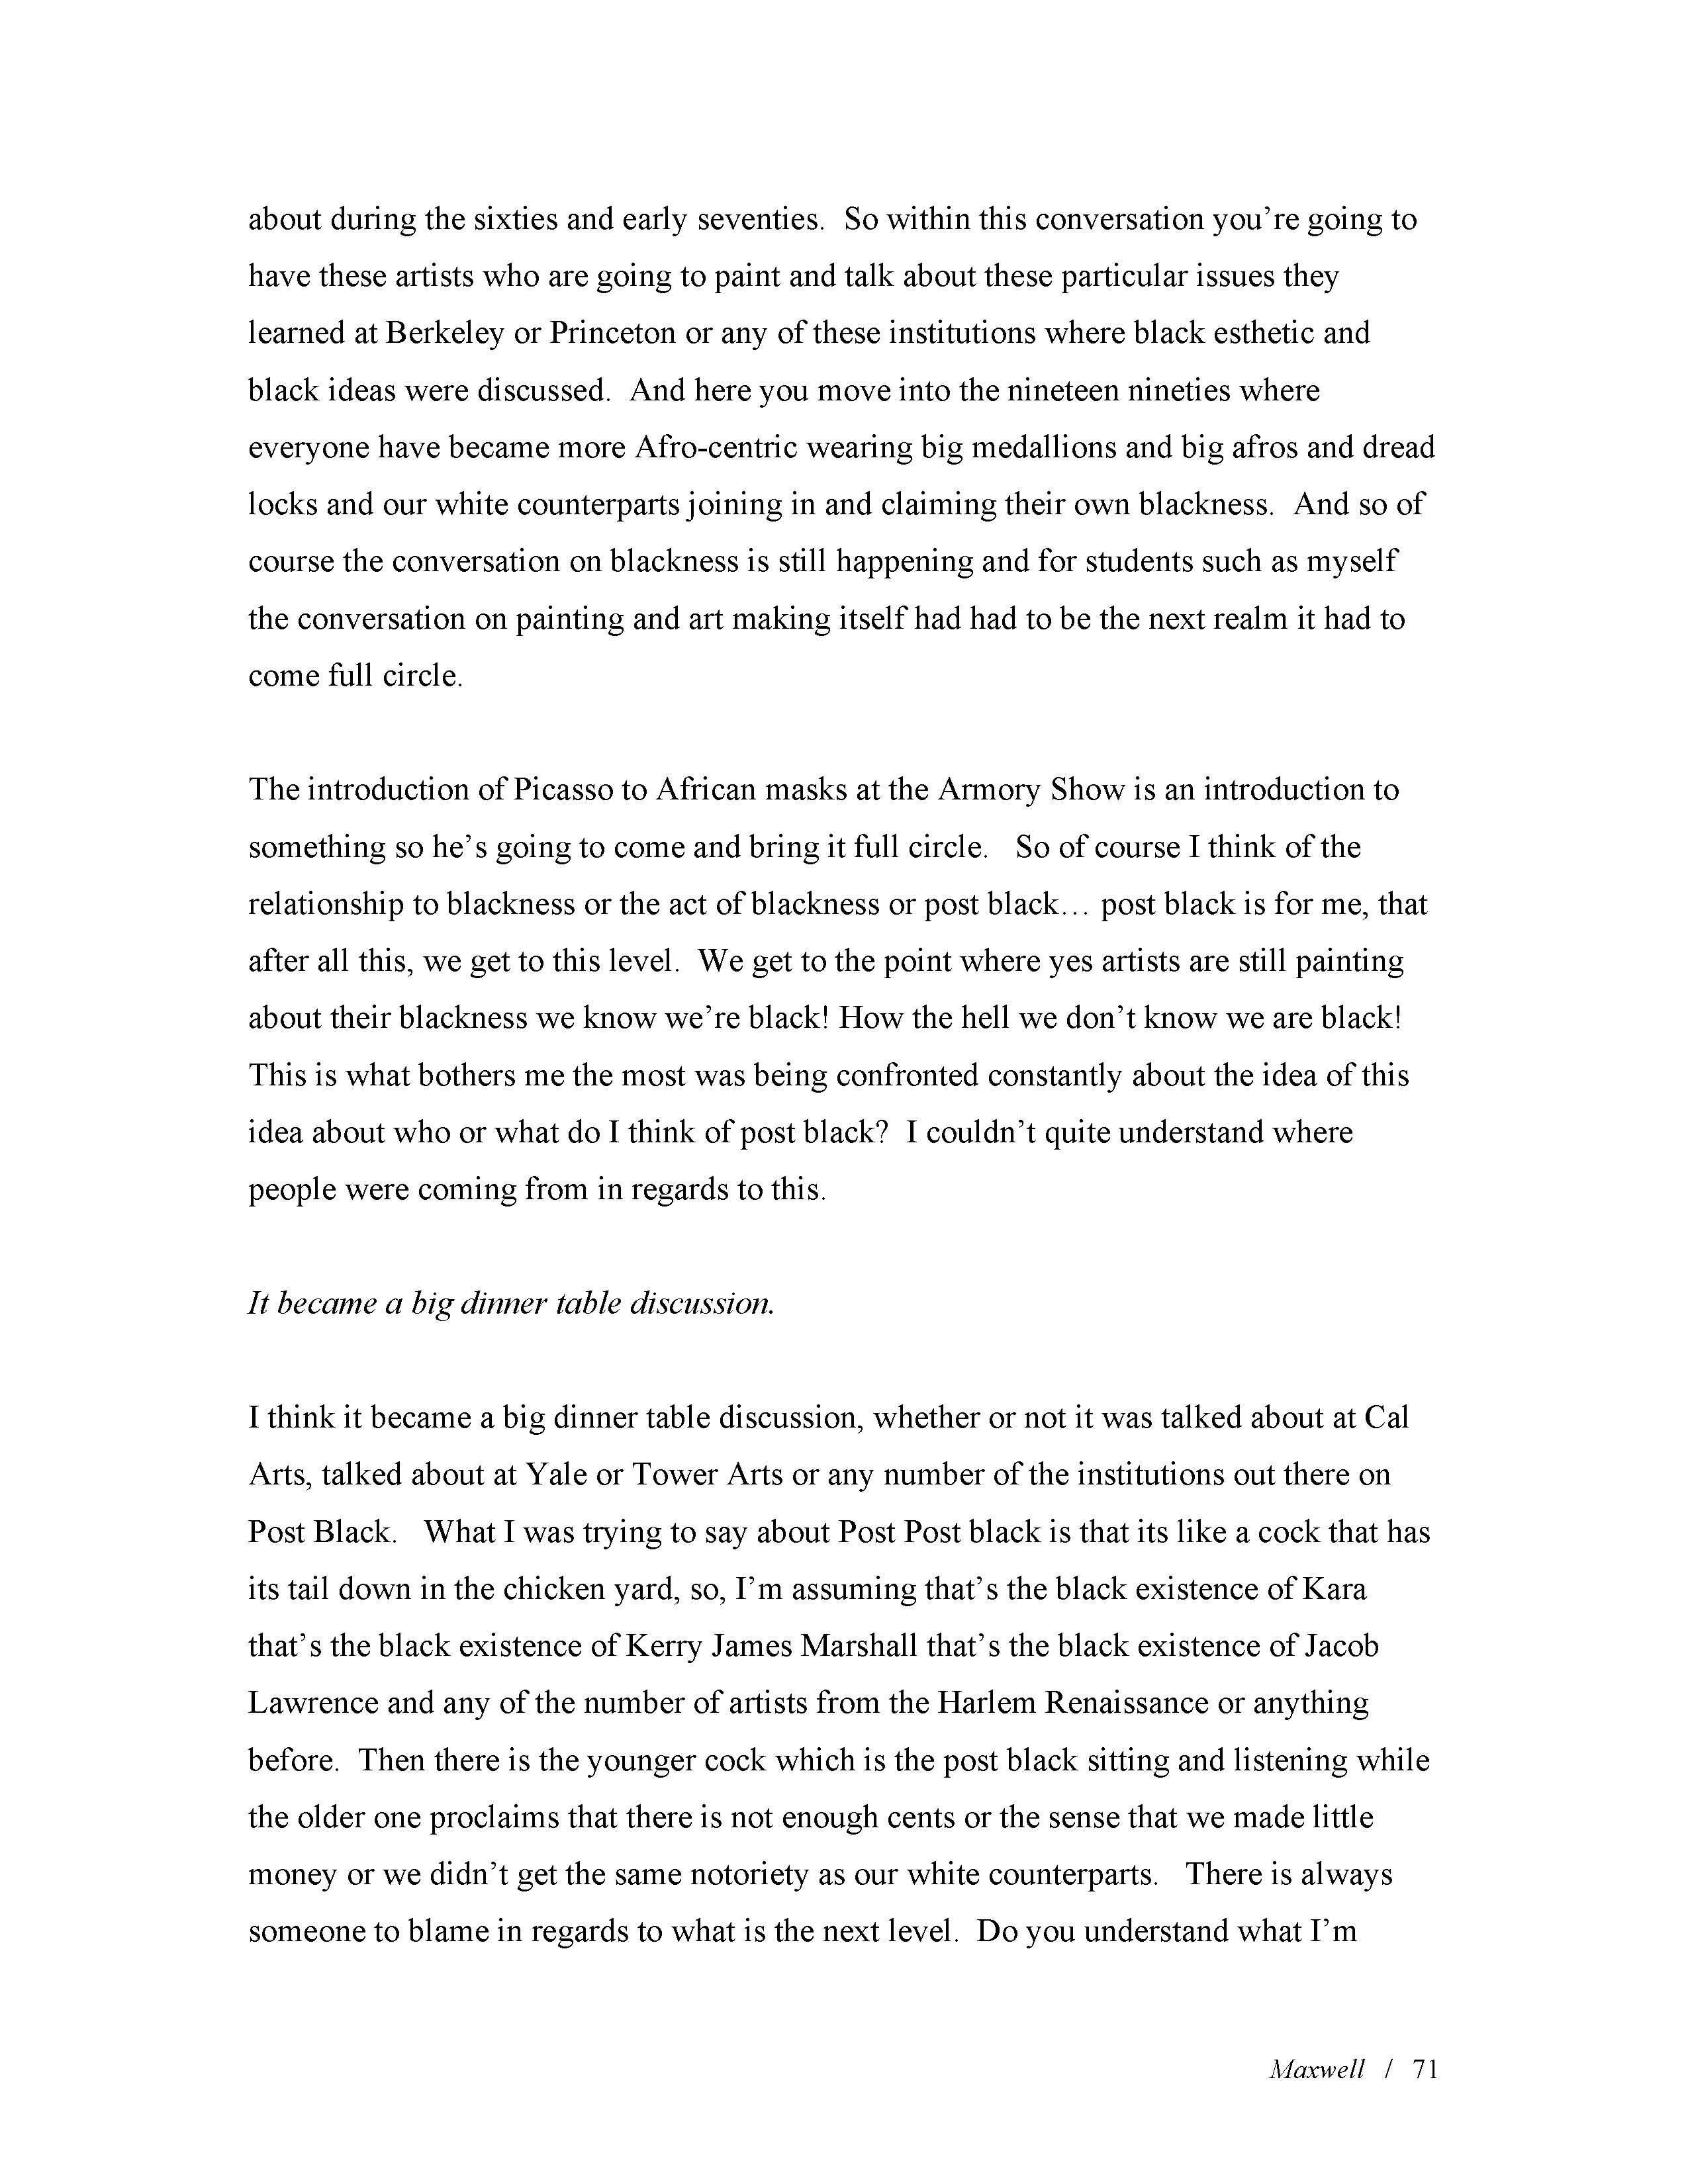 about during the sixties and early seventies.  So within this conversation you’re going to
have these artists who are going to paint and talk about these particular issues they
learned at Berkeley or Princeton or any of these institutions where black esthetic and
black ideas were discussed.  And here you move into the nineteen nineties where
everyone have became more Afro-centric wearing big medallions and big afros and dread
locks and our white counterparts joining in and claiming their own blackness.  And so of
course the conversation on blackness is still happening and for students such as myself
the conversation on painting and art making itself had had to be the next realm it had to
come full circle.
The introduction of Picasso to African masks at the Armory Show is an introduction to
something so he’s going to come and bring it full circle.   So of course I think of the
relationship to blackness or the act of blackness or post black… post black is for me, that
after all this, we get to this level.  We get to the point where yes artists are still painting
about their blackness we know we’re black! How the hell we don’t know we are black!
This is what bothers me the most was being confronted constantly about the idea of this
idea about who or what do I think of post black?  I couldn’t quite understand where
people were coming from in regards to this.
It became a big dinner table discussion.
I think it became a big dinner table discussion, whether or not it was talked about at Cal
Arts, talked about at Yale or Tower Arts or any number of the institutions out there on
Post Black.   What I was trying to say about Post Post black is that its like a cock that has
its tail down in the chicken yard, so, I’m assuming that’s the black existence of Kara
that’s the black existence of Kerry James Marshall that’s the black existence of Jacob
Lawrence and any of the number of artists from the Harlem Renaissance or anything
before.  Then there is the younger cock which is the post black sitting and listening while
the older one proclaims that there is not enough cents or the sense that we made little
money or we didn’t get the same notoriety as our white counterparts.   There is always
someone to blame in regards to what is the next level.  Do you understand what I’m
Maxwell  /  71